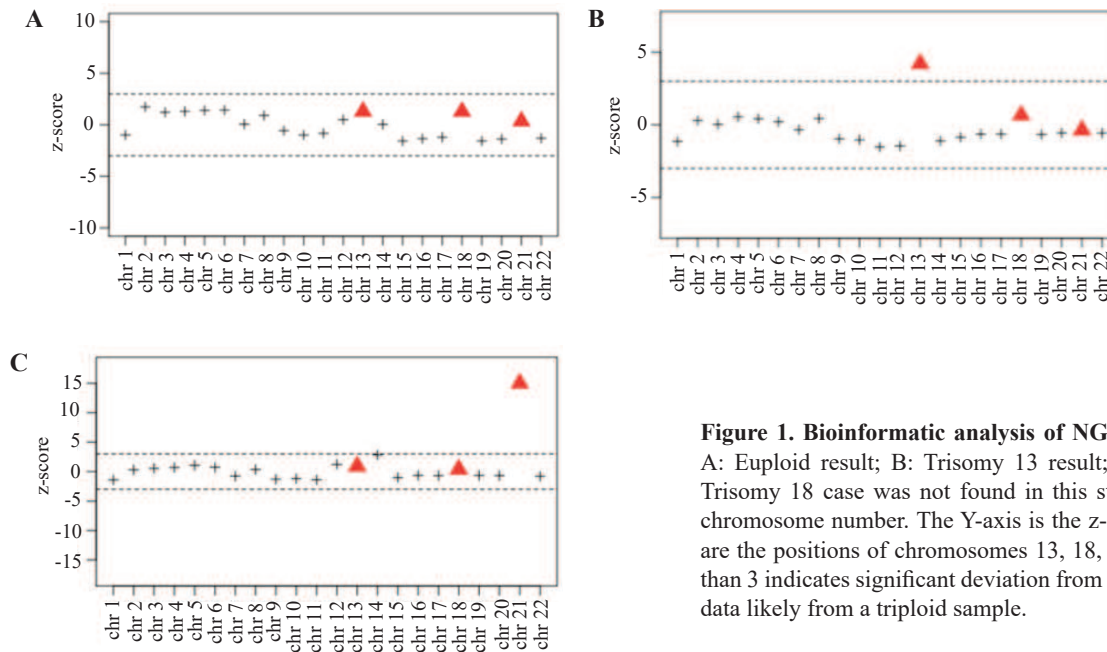 A
10
5
0
-5
-10
z-score
chr 1
chr 2
chr 3
chr 4
chr 5
chr 6
chr 7
chr 8
chr 9
chr 10
chr 11
chr 12
chr 13
chr 14
chr 15
chr 16
chr 17
chr 18
chr 19
chr 20
chr 21
chr 22
B
5
0
-5
z-score
chr 1
chr 2
chr 3
chr 4
chr 5
chr 6
chr 7
chr 8
chr 9
chr 10
chr 11
chr 12
chr 13
chr 14
chr 15
chr 16
chr 17
chr 18
chr 19
chr 20
chr 21
chr 22
C
15
10
5
0
-5
-10
-15
z-score
chr 1
chr 2
chr 3
chr 4
chr 5
chr 6
chr 7
chr 8
chr 9
chr 10
chr 11
chr 12
chr 13
chr 14
chr 15
chr 16
chr 17
chr 18
chr 19
chr 20
chr 21
chr 22
Figure 1. Bioinformatic analysis of NG
A: Euploid result; B: Trisomy 13 result;
Trisomy 18 case was not found in this s
chromosome number. The Y-axis is the z-
are the positions of chromosomes 13, 18,
than 3 indicates significant deviation from
data likely from a triploid sample.